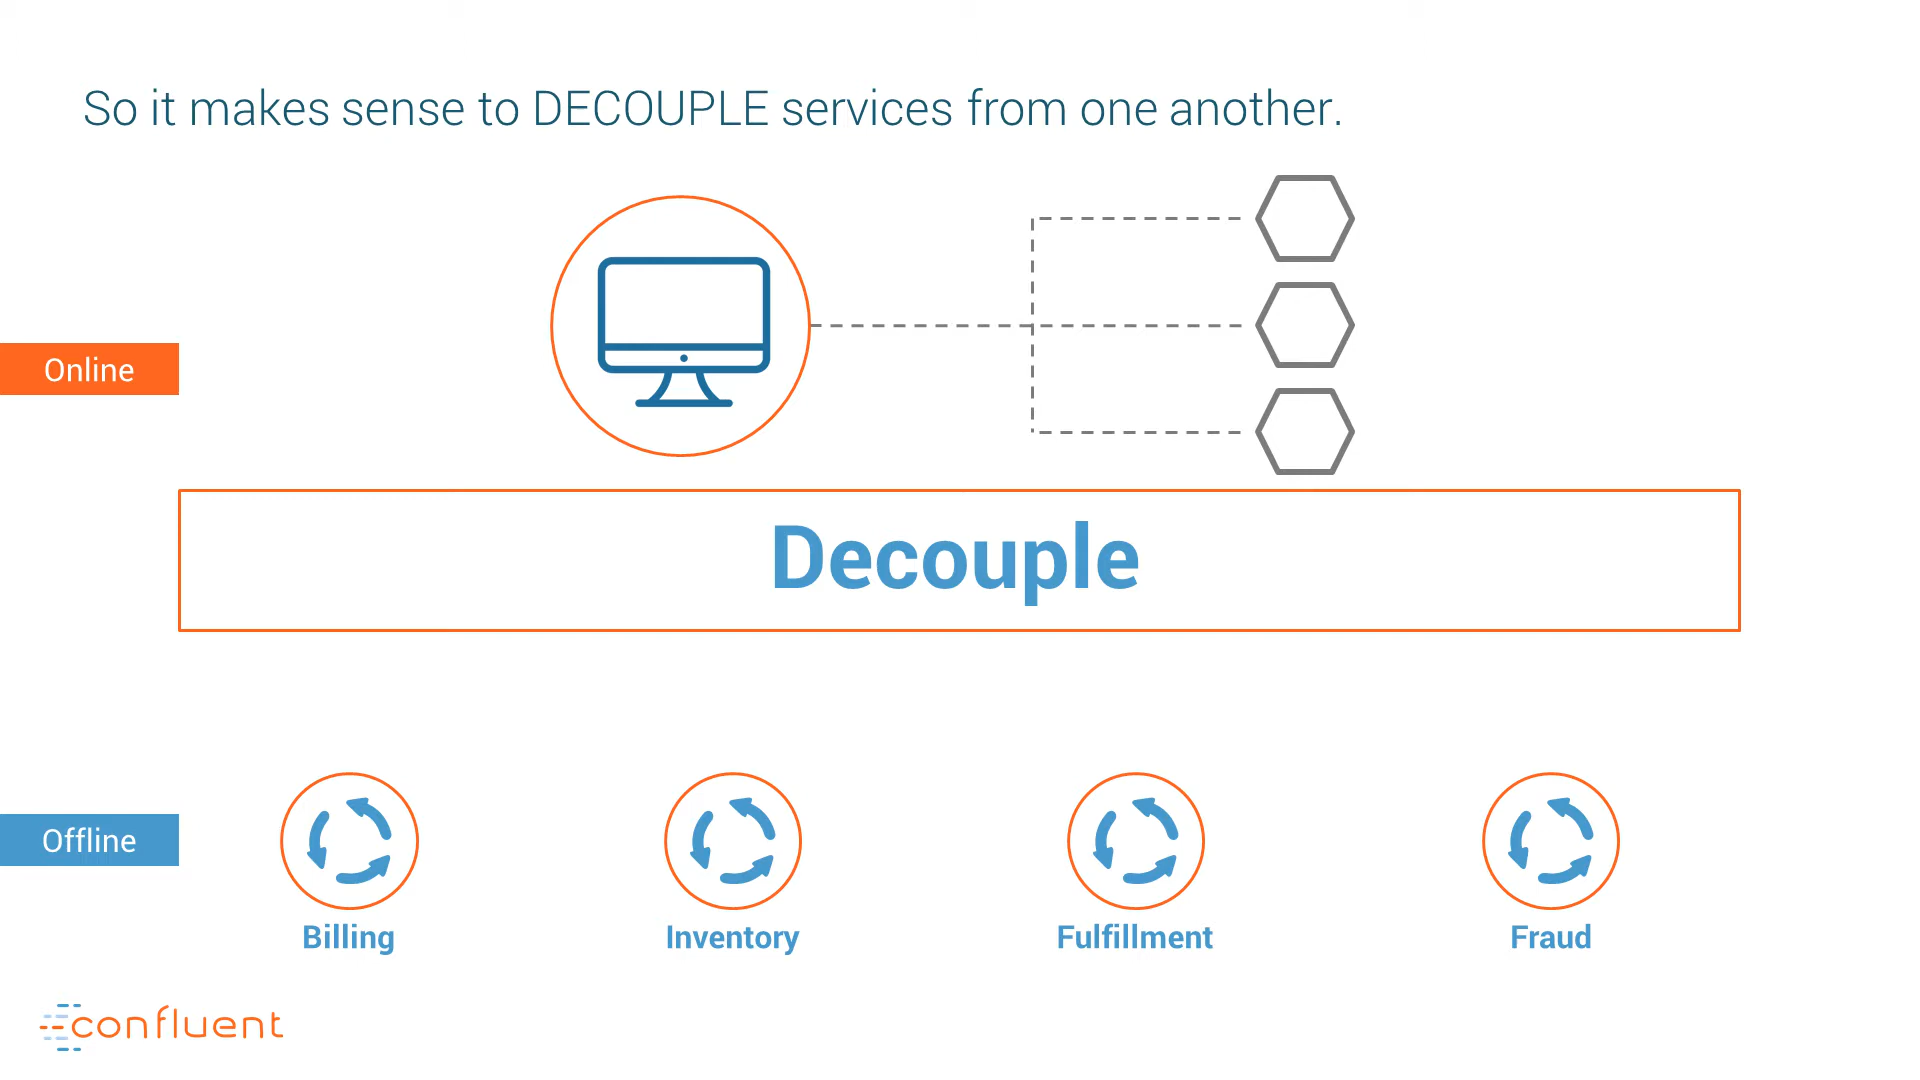 So it makes sense to DECOUPLE services from one another.
Online
Decouple
Offline
Billing
Inventory
Fulfillment
Fraud
confluent